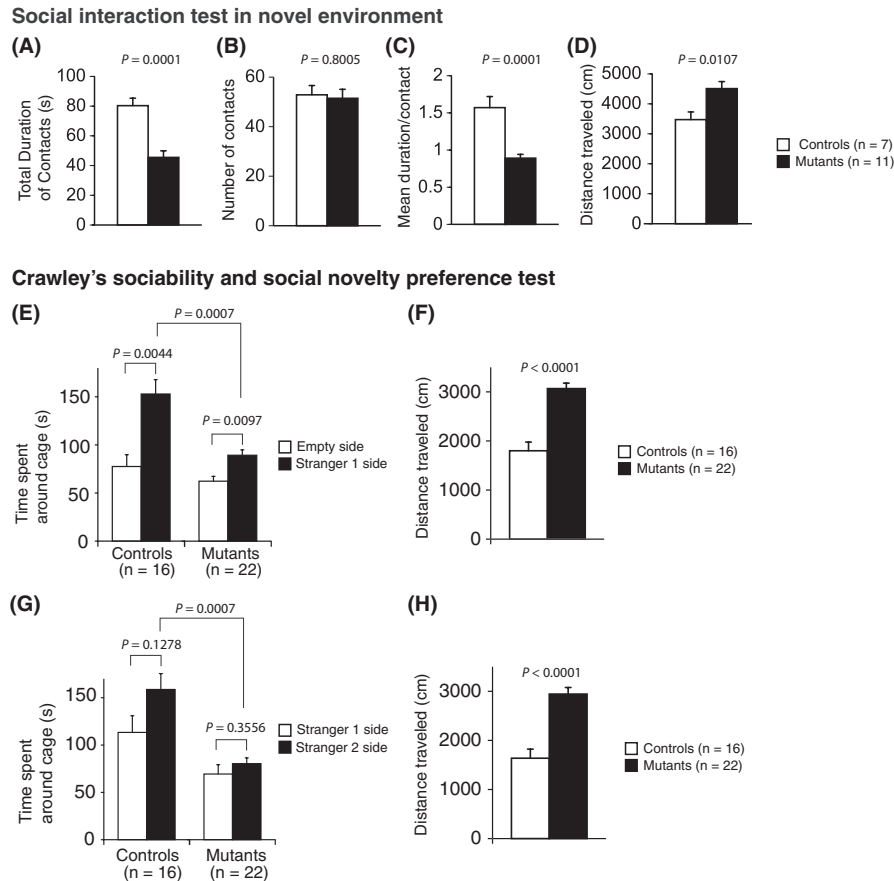 Social interaction test in novel environment
(A)
P = 0.0001
Total Duration
of Contacts (s)
100
80
60
40
20
0
(B)
P = 0.8005
Number of contacts
60
40
20
0
(C)
P = 0.0001
Mean duration/contact
2
1.5
1
0.5
0
(D)
P = 0.0107
Distance traveled (cm)
5000
4000
3000
2000
1000
0
Controls (n = 7)
Mutants (n = 11)
Crawley's sociability and social novelty preference test
(E)
P = 0.0007
P = 0.0044
P = 0.0097
Time spent
around cage (s)
150
100
50
0
Controls
(n = 16)
Mutants
(n = 22)
Empty side
Stranger 1 side
(F)
P < 0.0001
Distance traveled (cm)
3000
2000
1000
0
Controls (n = 16)
Mutants (n = 22)
(G)
P = 0.0007
P = 0.1278
P = 0.3556
Time spent
around cage (s)
150
100
50
0
Controls
(n = 16)
Mutants
(n = 22)
Stranger 1 side
Stranger 2 side
(H)
P < 0.0001
Distance traveled (cm)
3000
2000
1000
0
Controls (n = 16)
Mutants (n = 22)